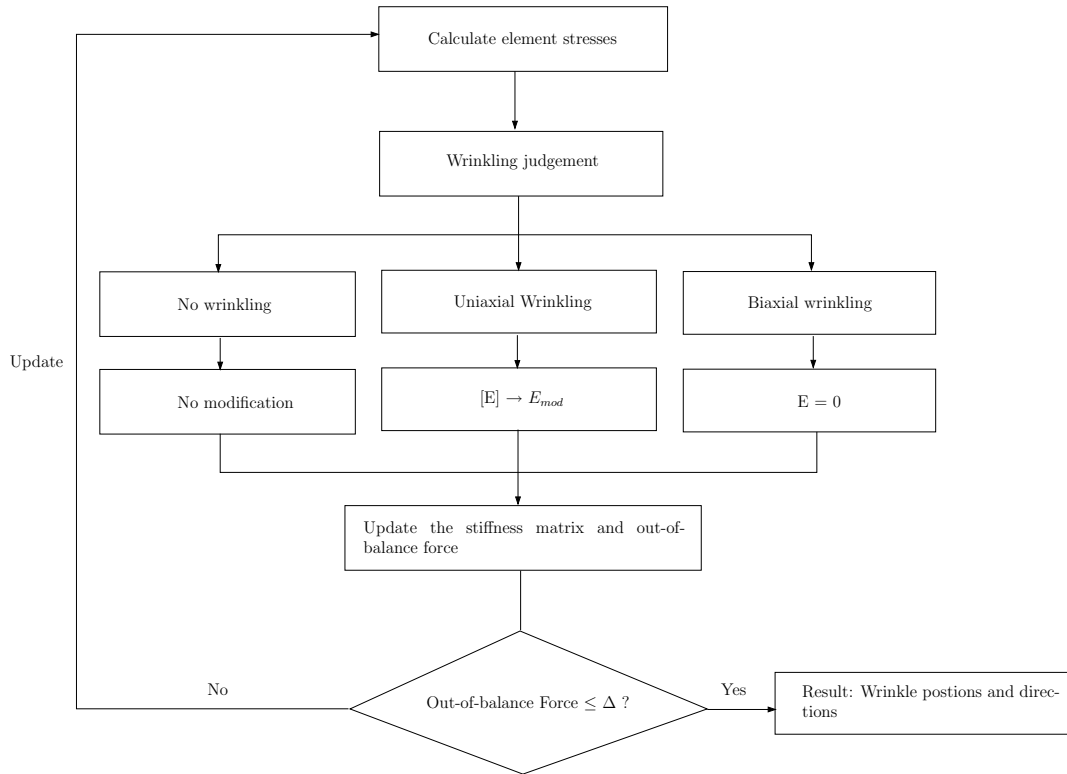 Calculate element stresses
Wrinkling judgement
No wrinkling
Uniaxial Wrinkling
Biaxial wrinkling
Update
No modification
[E] → E_mod
E = 0
Update the stiffness matrix and out-of-
balance force
No
Out-of-balance Force ≤ Δ ?
Yes
Result: Wrinkle postions and direc-
tions